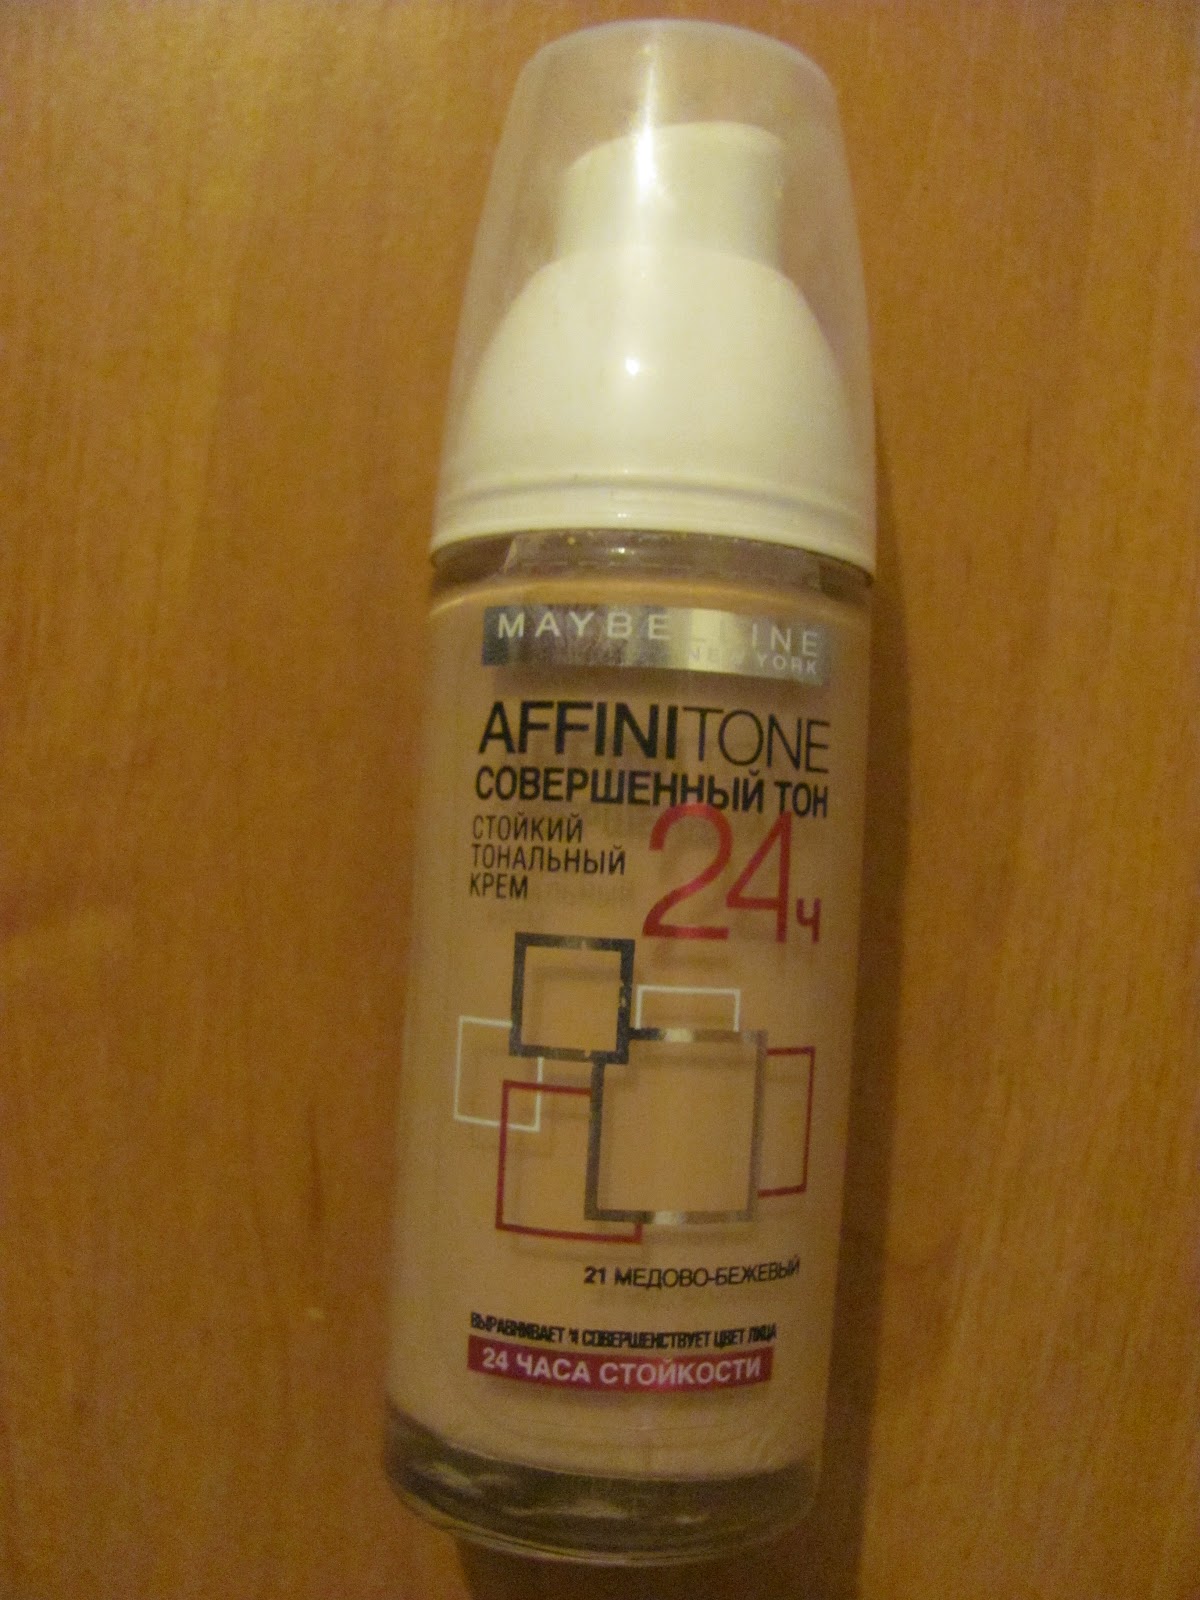 MAYBELLINE
NEW YORK
AFFINITONE
СОВЕРШЕННЫЙ ТОН
СТОЙКИЙ
ТОНАЛЬНЫЙ
КРЕМ
24ч
21 МЕДОВО-БЕЖЕВЫЙ
ВЫРАВНИВАЕТ И СОВЕРШЕНСТВУЕТ ЦВЕТ ЛИЦА
24 ЧАСА СТОЙКОСТИ